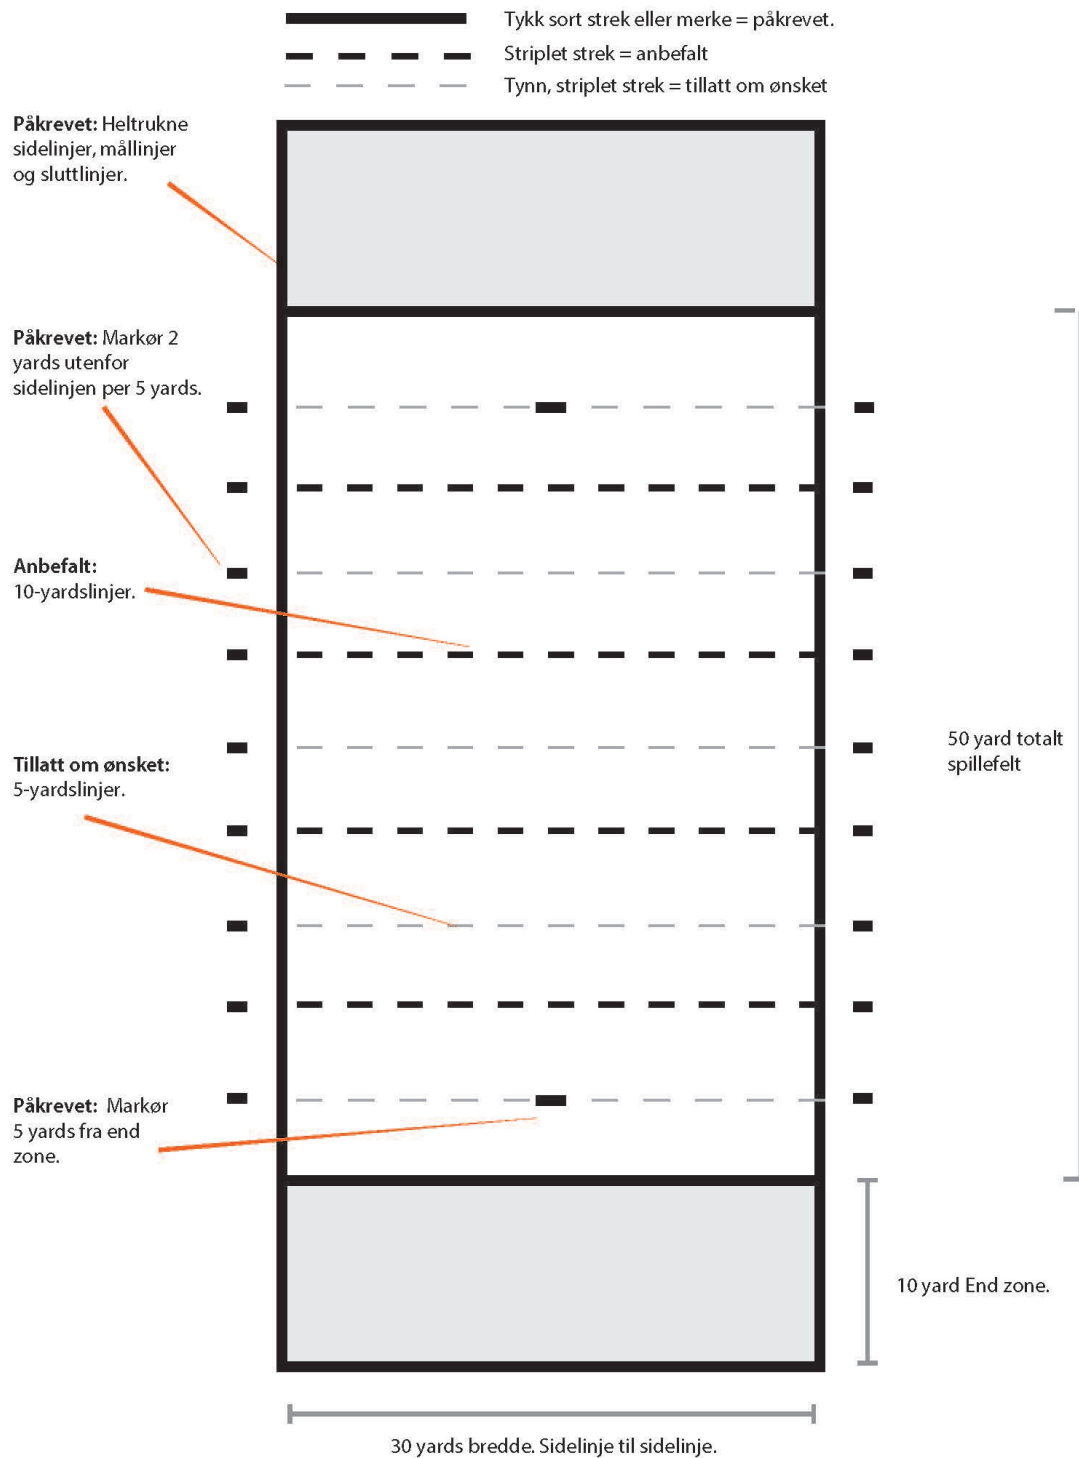 Tykk sort strek eller merke = påkrevet.
Striplet strek = anbefalt
Tynn, striplet strek = tillatt om ønsket
Påkrevet: Heltrukne
sidelinjer, mållinjer
og sluttlinjer.
Påkrevet: Markør 2
yards utenfor
sidelinjen per 5 yards.
Anbefalt:
10-yardslinjer.
50 yard totalt
spillefelt
Tillatt om ønsket:
5-yardslinjer.
Påkrevet: Markør
5 yards fra end
zone.
10 yard End zone.
30 yards bredde. Sidelinje til sidelinje.